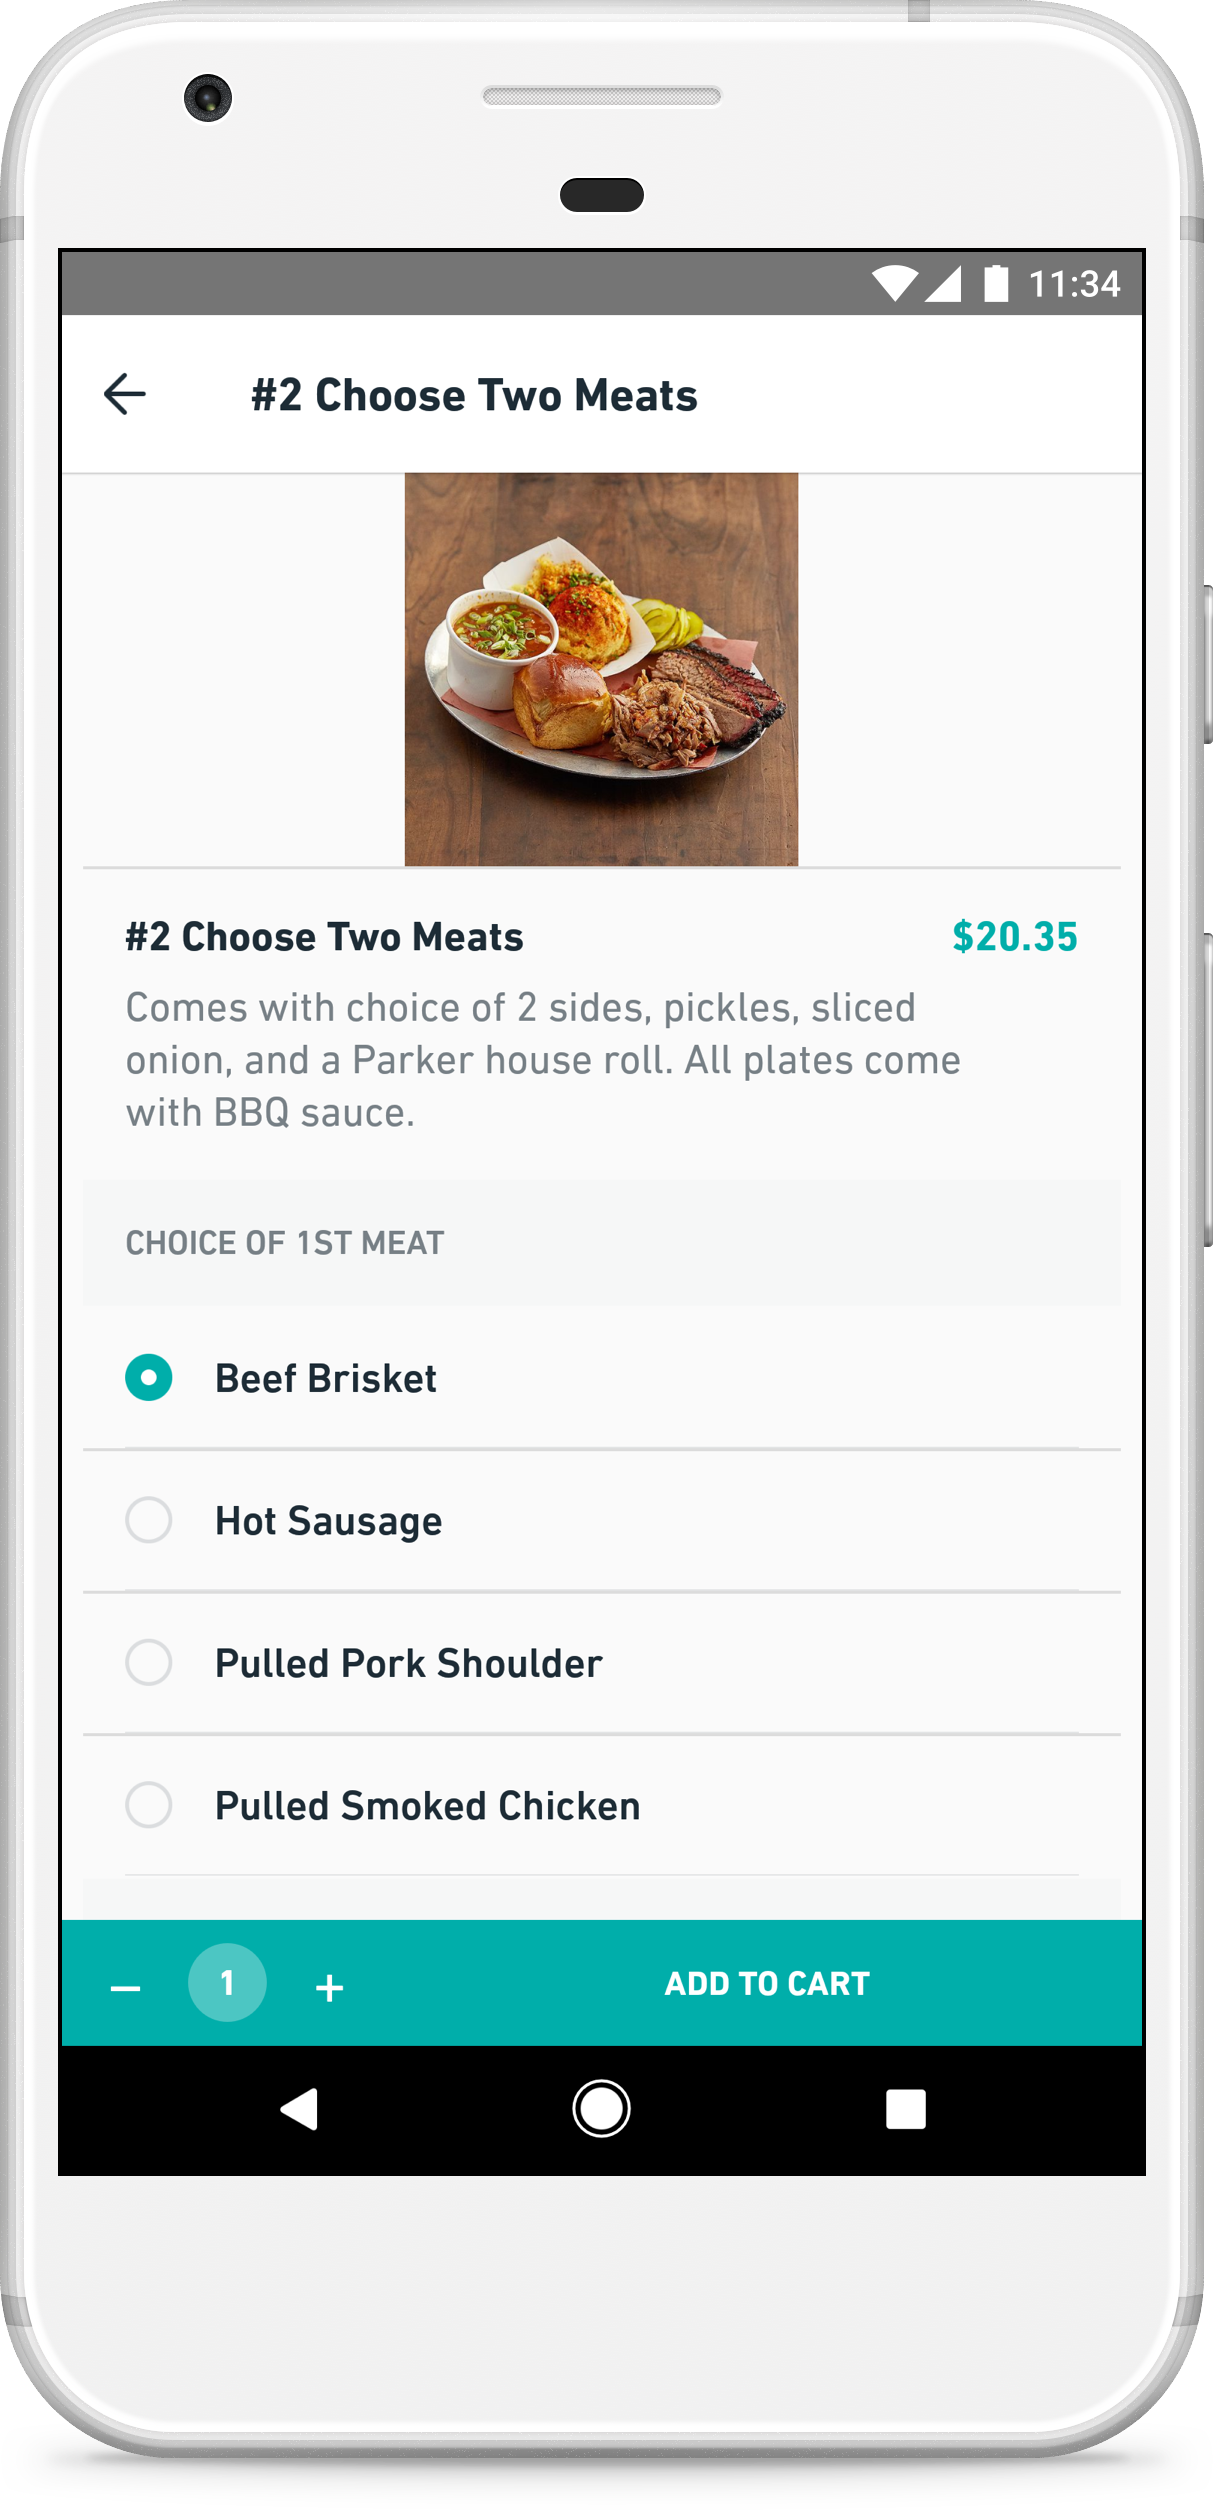 11:34
#2 Choose Two Meats
#2 Choose Two Meats $20.35
Comes with choice of 2 sides, pickles, sliced
onion, and a Parker house roll. All plates come
with BBQ sauce.
CHOICE OF 1ST MEAT
Beef Brisket
Hot Sausage
Pulled Pork Shoulder
Pulled Smoked Chicken
– 1 + ADD TO CART